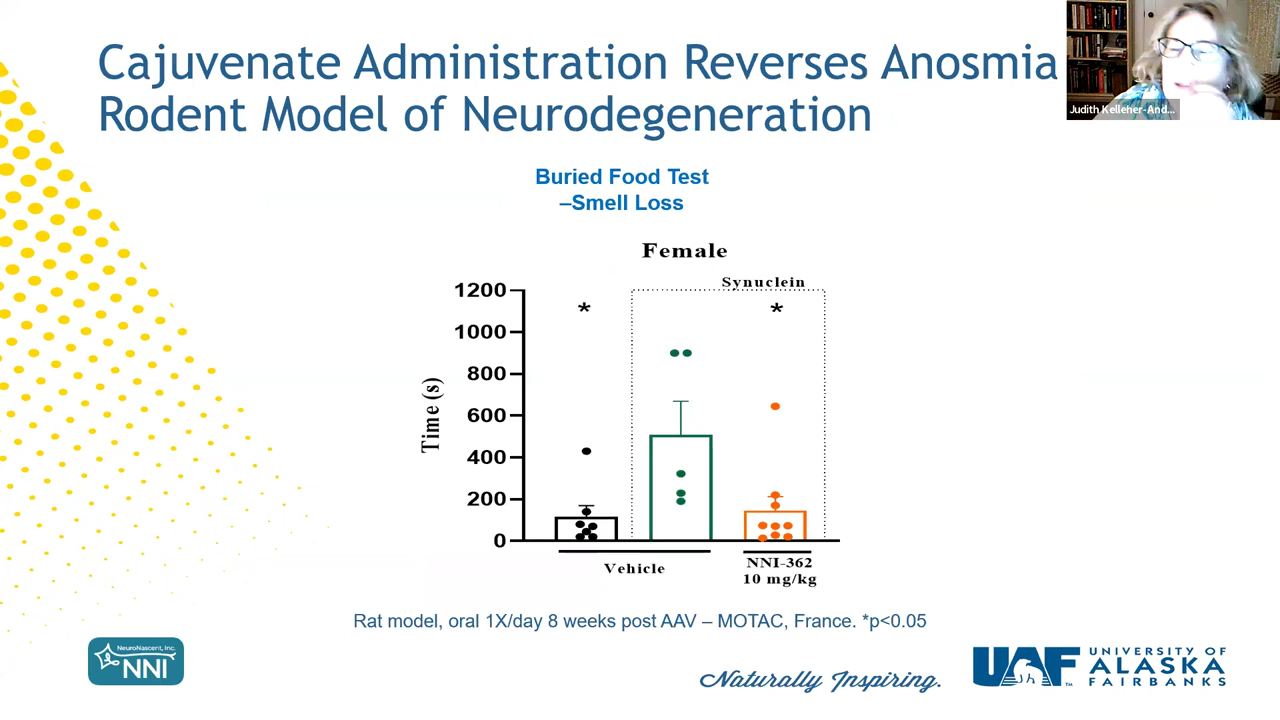 Cajuvenate Administration Reverses Anosmia
Rodent Model of Neurodegeneration
Judith Kelleher-And...
Buried Food Test
–Smell Loss
Female
Synuclein
1200
1000
800
600
400
200
0
Time (s)
*
*
Vehicle
NNI-362
10 mg/kg
Rat model, oral 1X/day 8 weeks post AAV – MOTAC, France. *p<0.05
NeuroNascent, Inc.
NNI
Naturally Inspiring.
UAF
TM
UNIVERSITY OF
ALASKA
FAIRBANKS